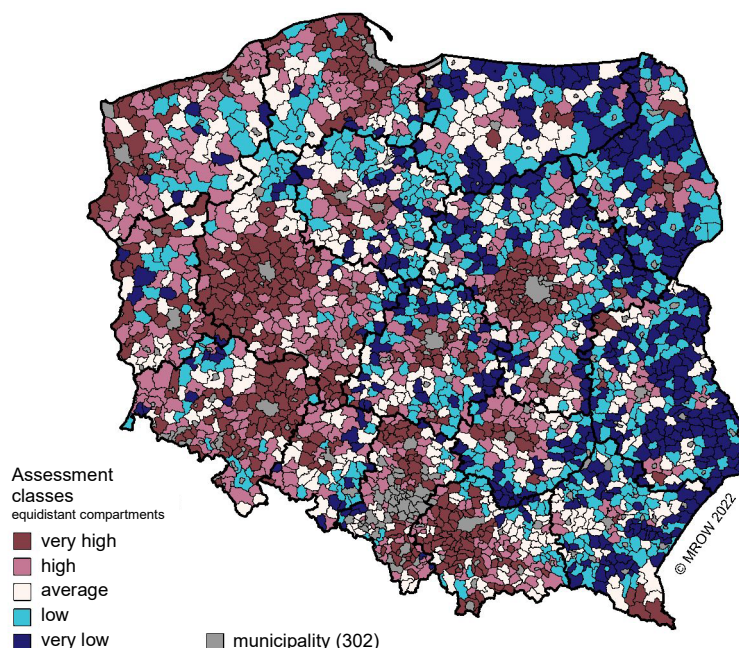 Assessment
classes
equidistant compartments
very high
high
average
low
very low
municipality (302)
© MROW 2022